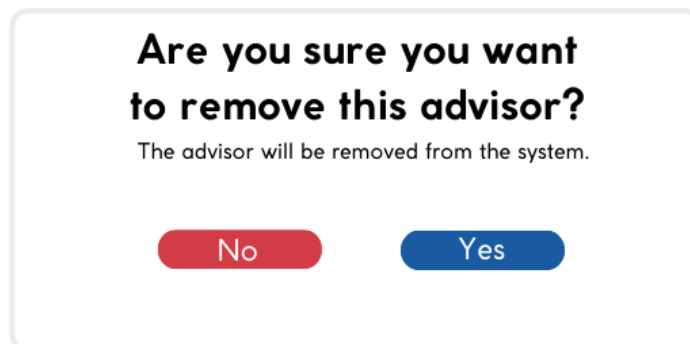 Are you sure you want
to remove this advisor?
The advisor will be removed from the system.
No
Yes